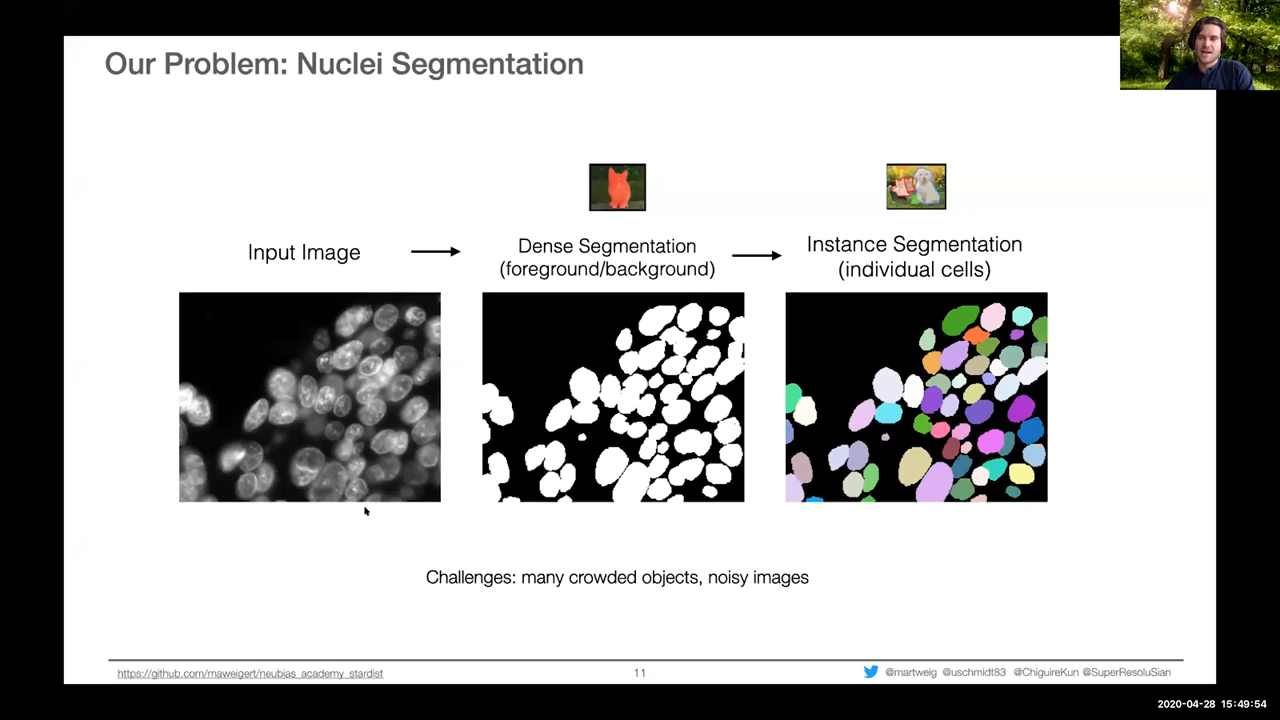 Our Problem: Nuclei Segmentation
Input Image
Dense Segmentation
(foreground/background)
Instance Segmentation
(individual cells)
Challenges: many crowded objects, noisy images
https://github.com/maweigert/neubias_academy_stardist
11
@martweig @uschmidt83 @ChiguireKun @SuperResoluSian
2020-04-28 15:49:54